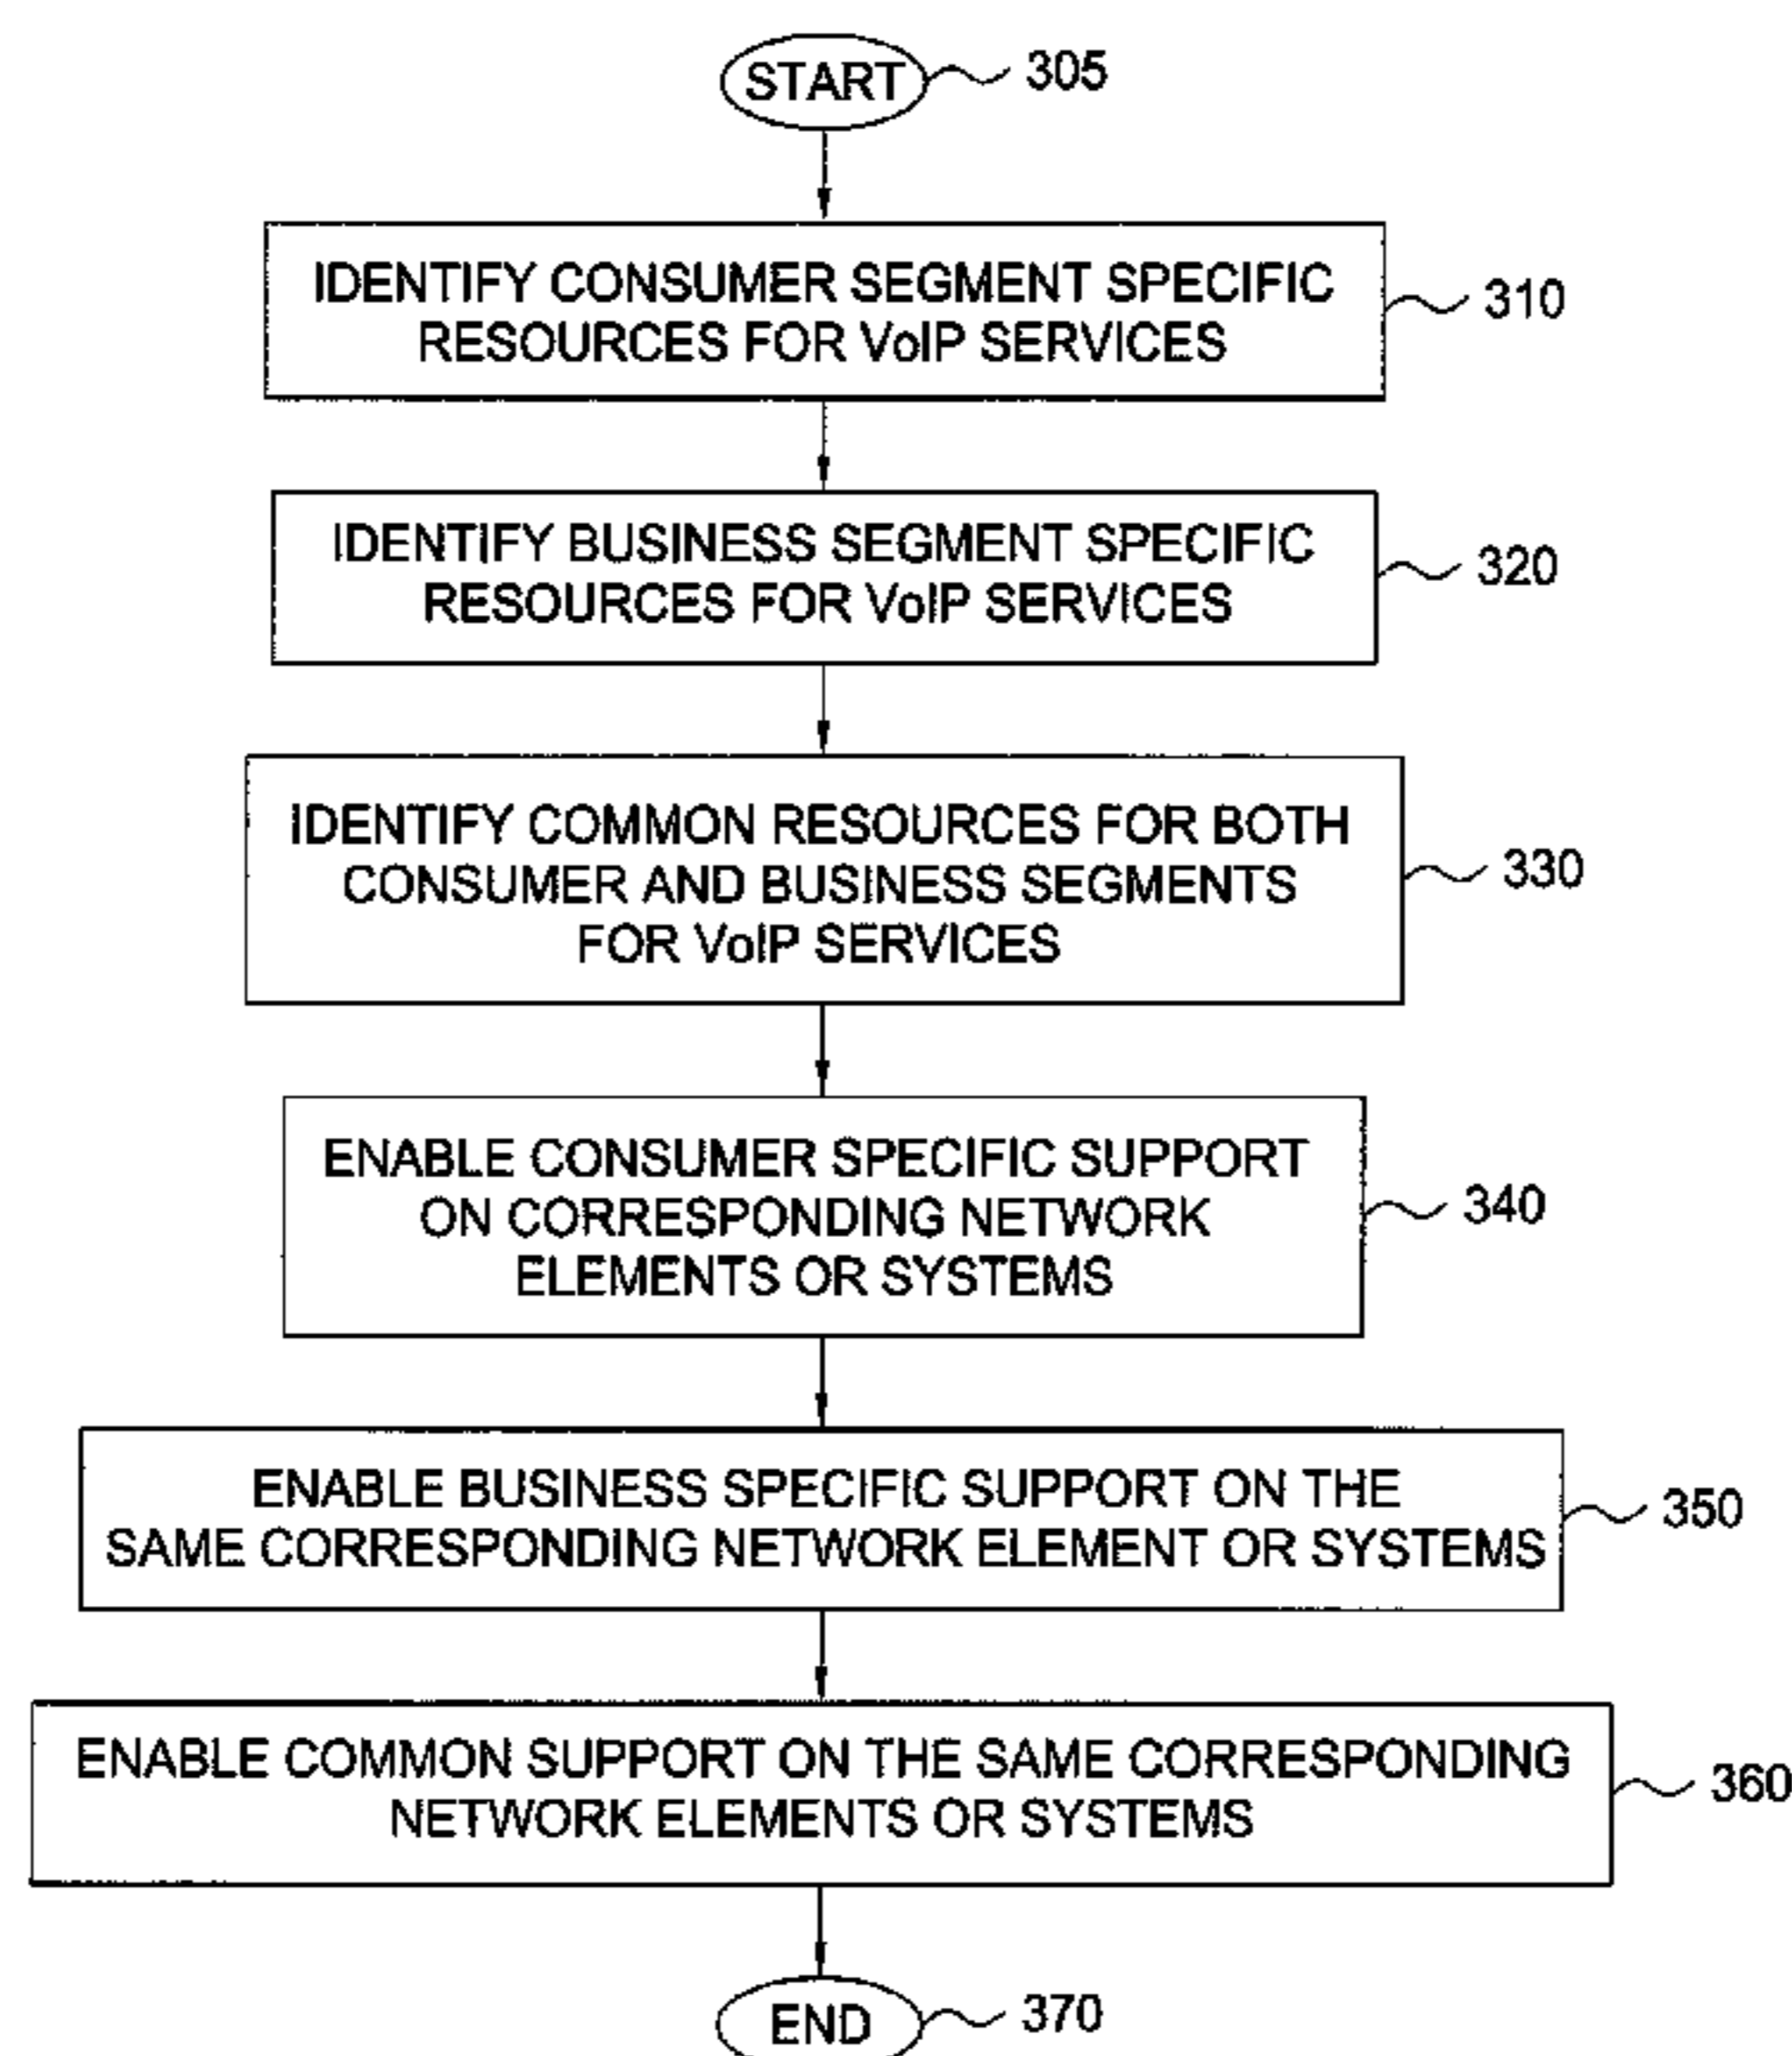 START
305
IDENTIFY CONSUMER SEGMENT SPECIFIC
RESOURCES FOR VoIP SERVICES
310
IDENTIFY BUSINESS SEGMENT SPECIFIC
RESOURCES FOR VoIP SERVICES
320
IDENTIFY COMMON RESOURCES FOR BOTH
CONSUMER AND BUSINESS SEGMENTS
FOR VoIP SERVICES
330
ENABLE CONSUMER SPECIFIC SUPPORT
ON CORRESPONDING NETWORK
ELEMENTS OR SYSTEMS
340
ENABLE BUSINESS SPECIFIC SUPPORT ON THE
SAME CORRESPONDING NETWORK ELEMENT OR SYSTEMS
350
ENABLE COMMON SUPPORT ON THE SAME CORRESPONDING
NETWORK ELEMENTS OR SYSTEMS
360
END
370